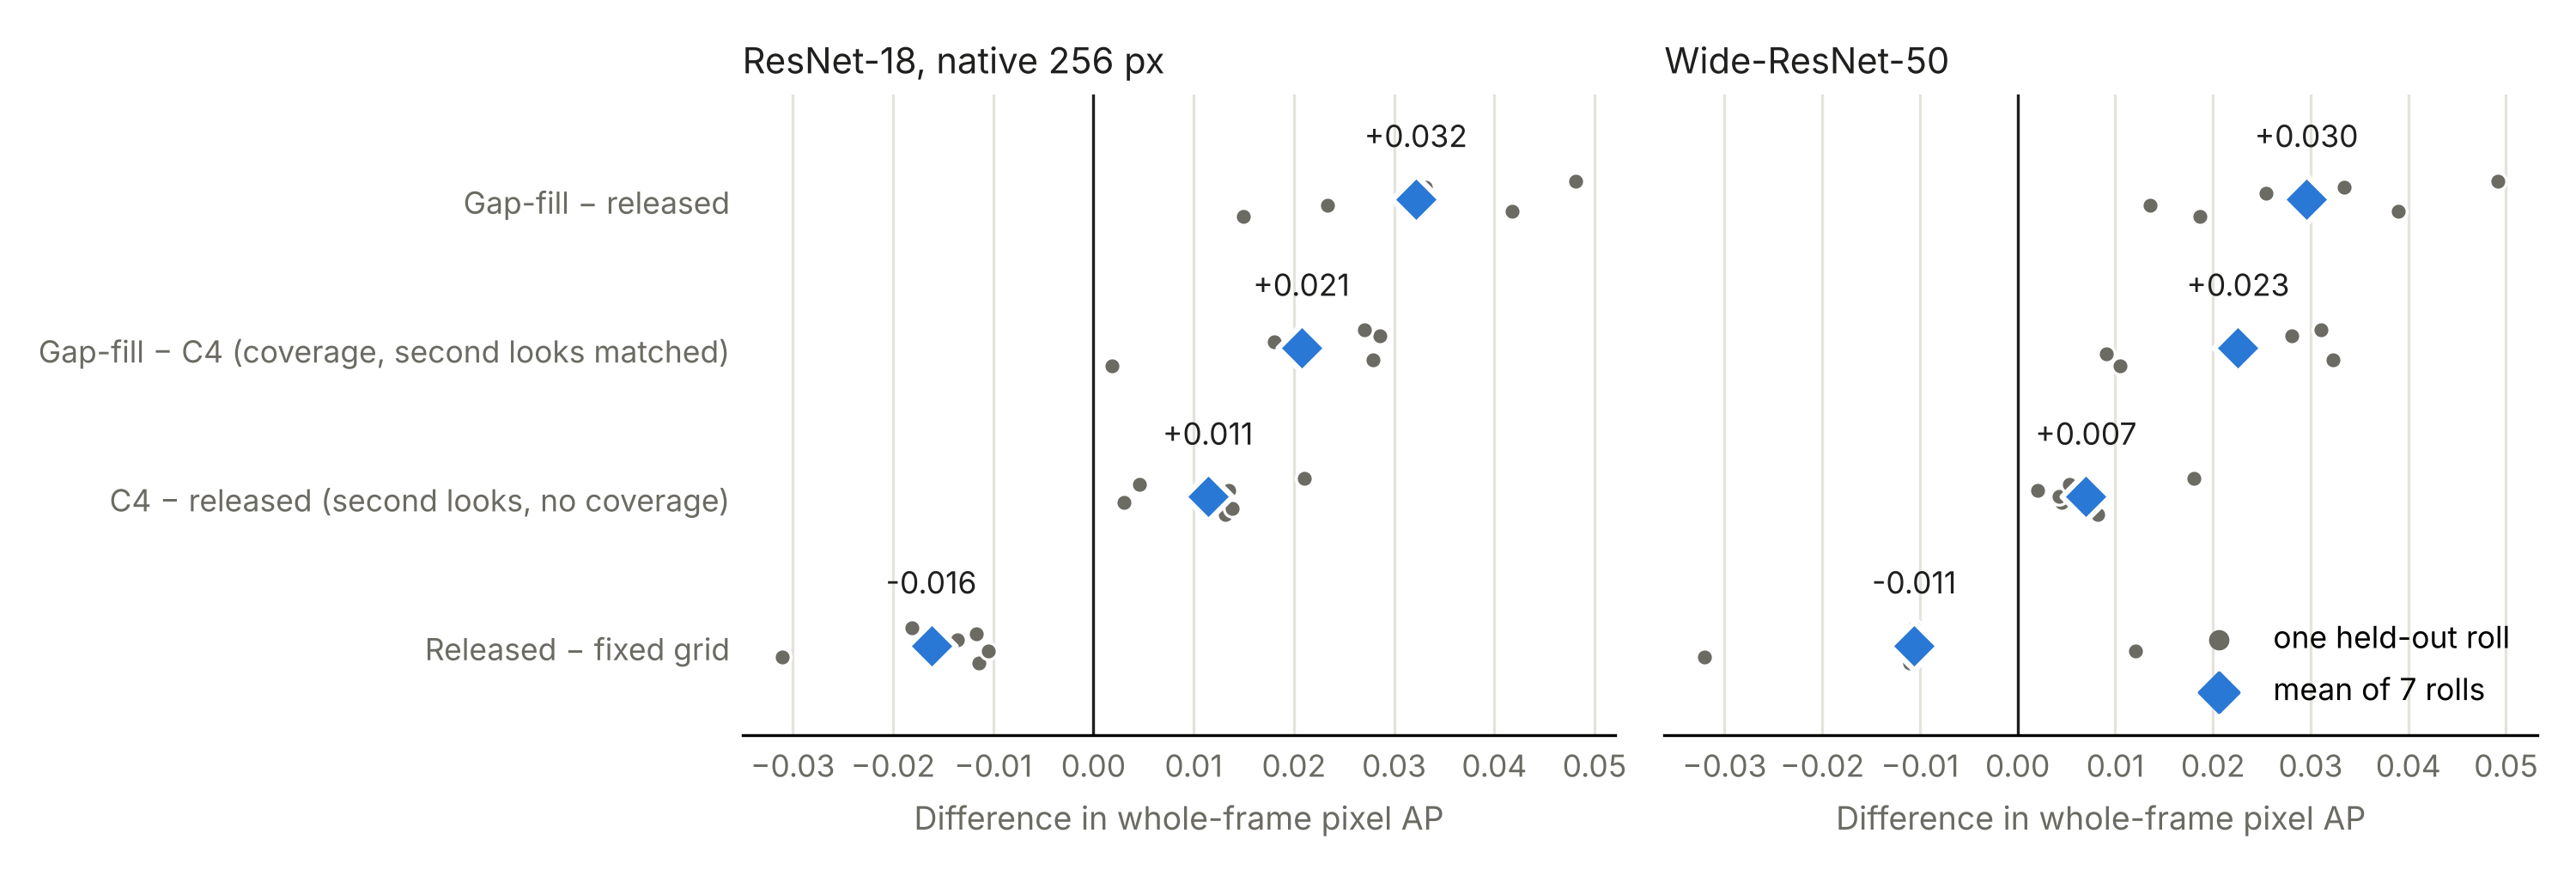 ResNet-18, native 256 px
Wide-ResNet-50
Gap-fill − released
+0.032
+0.030
Gap-fill − C4 (coverage, second looks matched)
+0.021
+0.023
C4 − released (second looks, no coverage)
+0.011
+0.007
Released − fixed grid
-0.016
-0.011
one held-out roll
mean of 7 rolls
−0.03 −0.02 −0.01 0.00 0.01 0.02 0.03 0.04 0.05
−0.03 −0.02 −0.01 0.00 0.01 0.02 0.03 0.04 0.05
Difference in whole-frame pixel AP
Difference in whole-frame pixel AP